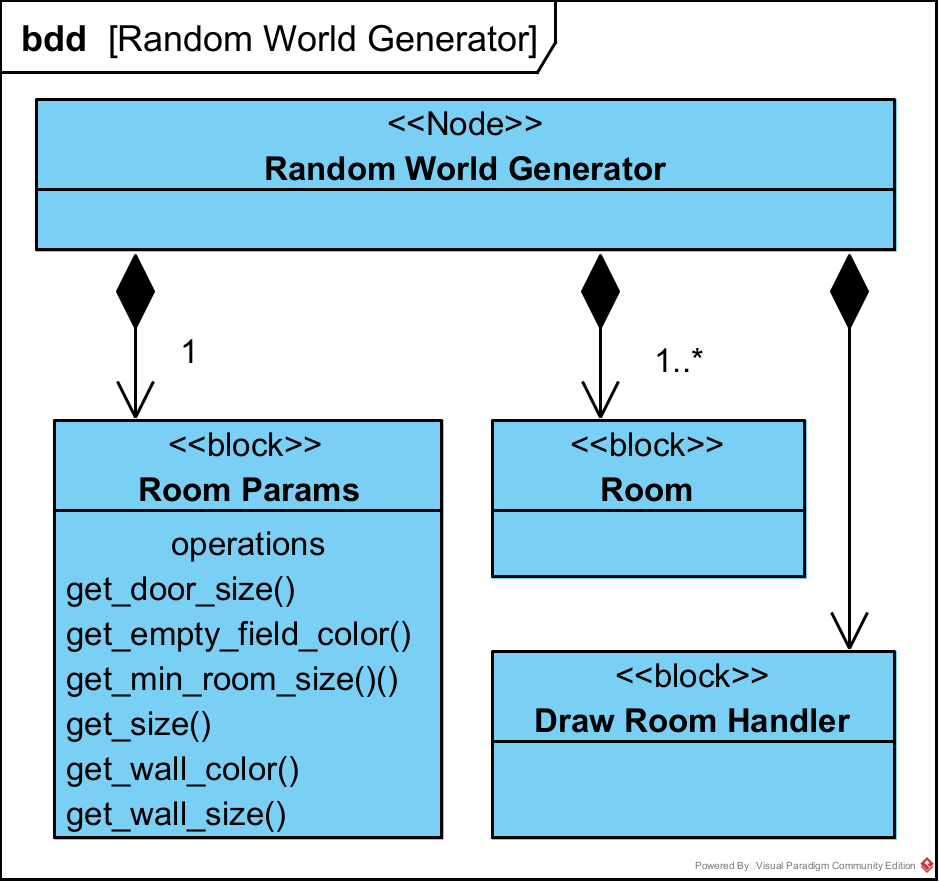 bdd [Random World Generator]
<<Node>>
Random World Generator
1
1..*
<<block>>
Room Params
operations
get_door_size()
get_empty_field_color()
get_min_room_size()()
get_size()
get_wall_color()
get_wall_size()
<<block>>
Room
<<block>>
Draw Room Handler
Powered By Visual Paradigm Community Edition